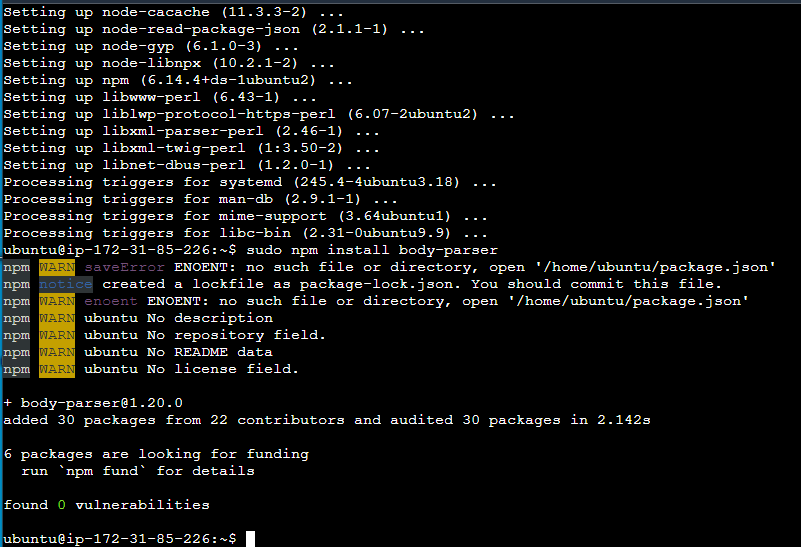 Setting up node-cacache (11.3.3-2) ...
Setting up node-read-package-json (2.1.1-1) ...
Setting up node-gyp (6.1.0-3) ...
Setting up node-libnpx (10.2.1-2) ...
Setting up npm (6.14.4+ds-1ubuntu2) ...
Setting up libwww-perl (6.43-1) ...
Setting up liblwp-protocol-https-perl (6.07-2ubuntu2) ...
Setting up libxml-parser-perl (2.46-1) ...
Setting up libxml-twig-perl (1:3.50-2) ...
Setting up libnet-dbus-perl (1.2.0-1) ...
Processing triggers for systemd (245.4-4ubuntu3.18) ...
Processing triggers for man-db (2.9.1-1) ...
Processing triggers for mime-support (3.64ubuntu1) ...
Processing triggers for libc-bin (2.31-0ubuntu9.9) ...
ubuntu@ip-172-31-85-226:~$ sudo npm install body-parser
npm WARN saveError ENOENT: no such file or directory, open '/home/ubuntu/package.json'
npm notice created a lockfile as package-lock.json. You should commit this file.
npm WARN enoent ENOENT: no such file or directory, open '/home/ubuntu/package.json'
npm WARN ubuntu No description
npm WARN ubuntu No repository field.
npm WARN ubuntu No README data
npm WARN ubuntu No license field.
+ body-parser@1.20.0
added 30 packages from 22 contributors and audited 30 packages in 2.142s
6 packages are looking for funding
run `npm fund` for details
found 0 vulnerabilities
ubuntu@ip-172-31-85-226:~$